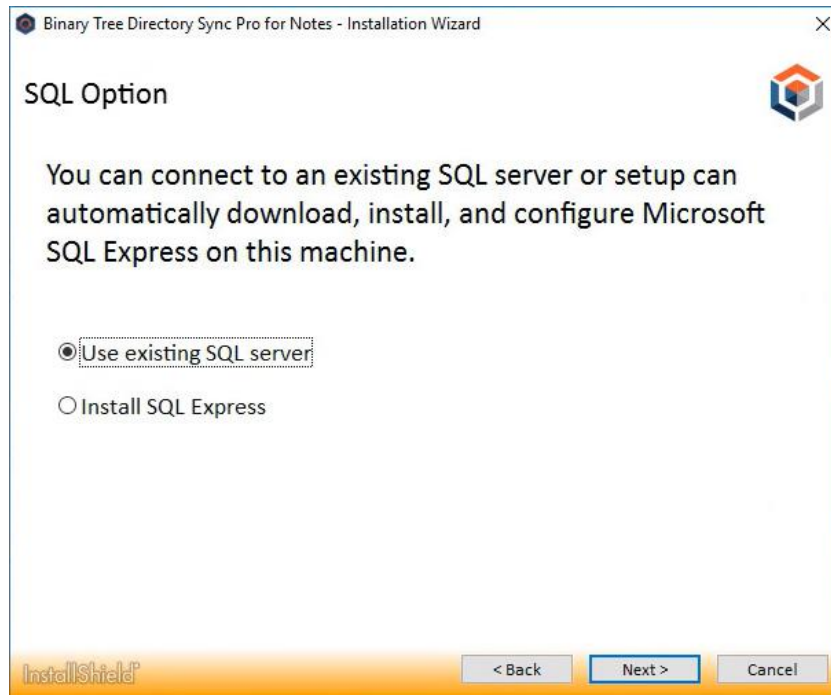 Binary Tree Directory Sync Pro for Notes - Installation Wizard
SQL Option
You can connect to an existing SQL server or setup can
automatically download, install, and configure Microsoft
SQL Express on this machine.
Use existing SQL server
Install SQL Express
InstallShield
< Back
Next >
Cancel